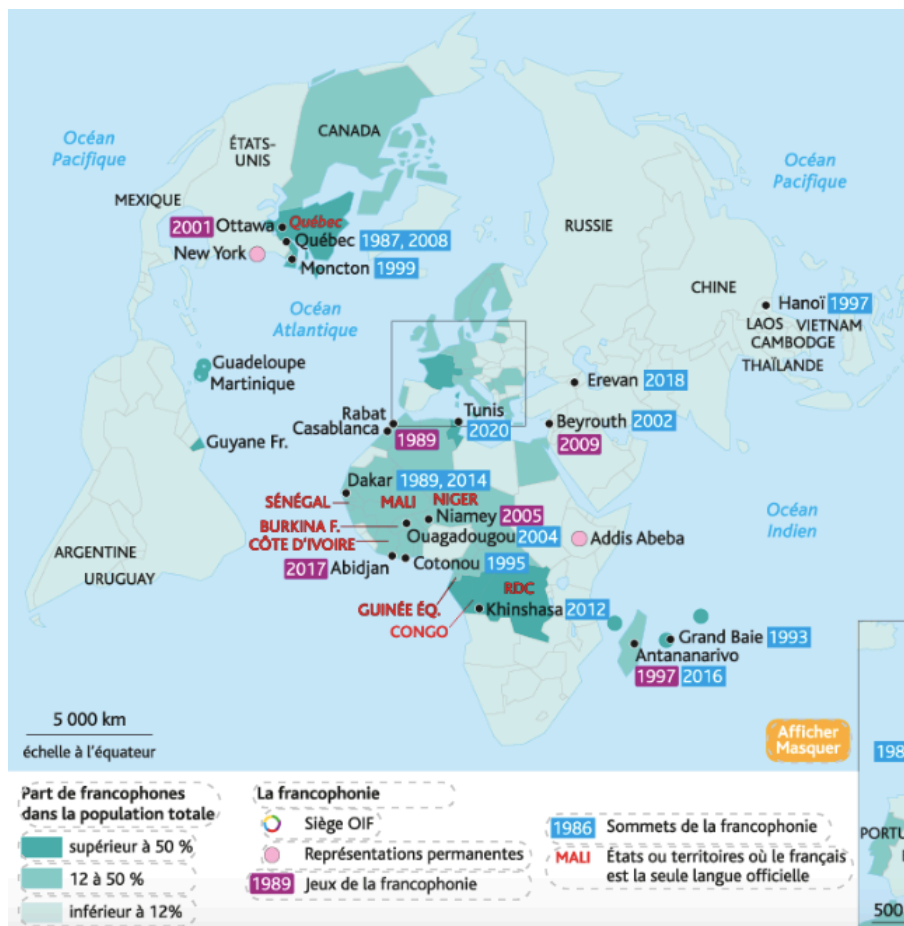 Océan
Pacifique
ÉTATS-
UNIS
CANADA
Océan
Pacifique
MEXIQUE
RUSSIE
2001 Ottawa
Québec
Québec 1987, 2008
New York
Moncton 1999
CHINE
Hanoï 1997
LAOS VIETNAM
CAMBODGE
THAÏLANDE
Océan
Atlantique
Guadeloupe
Martinique
Erevan 2018
Rabat
Casablanca
1989
Tunis
2020
Beyrouth 2002
2009
Guyane Fr.
Dakar 1989, 2014
SÉNÉGAL
MALI
NIGER
Niamey 2005
BURKINA F.
Ouagadougou 2004
CÔTE D'IVOIRE
Addis Abeba
Océan
Indien
ARGENTINE
URUGUAY
2017 Abidjan
Cotonou 1995
RDC
GUINÉE ÉQ.
Khinshasa 2012
CONGO
Grand Baie 1993
Antananarivo
1997 2016
5 000 km
échelle à l'équateur
Afficher
Masquer
198
PORTU
500
Part de francophones
dans la population totale
supérieur à 50 %
12 à 50 %
inférieur à 12%
La francophonie
Siège OIF
Représentations permanentes
1989 Jeux de la francophonie
1986 Sommets de la francophonie
MALI États ou territoires où le français
est la seule langue officielle